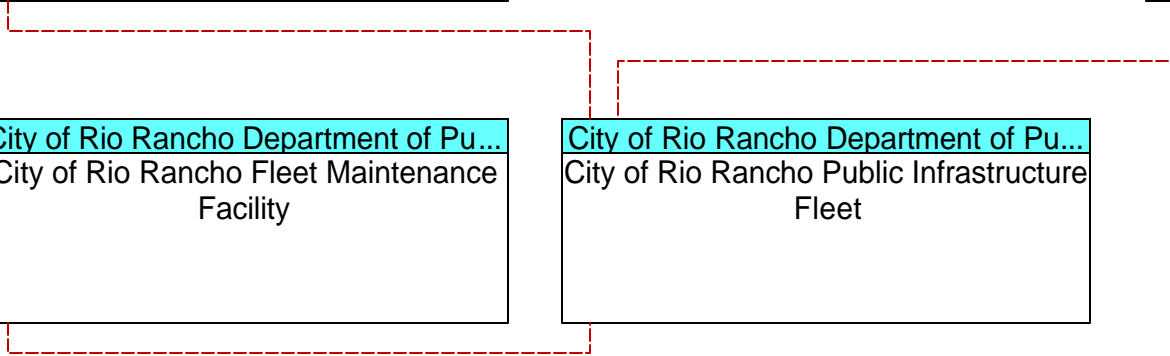 City of Rio Rancho Department of Pu...
City of Rio Rancho Fleet Maintenance
Facility
City of Rio Rancho Department of Pu...
City of Rio Rancho Public Infrastructure
Fleet